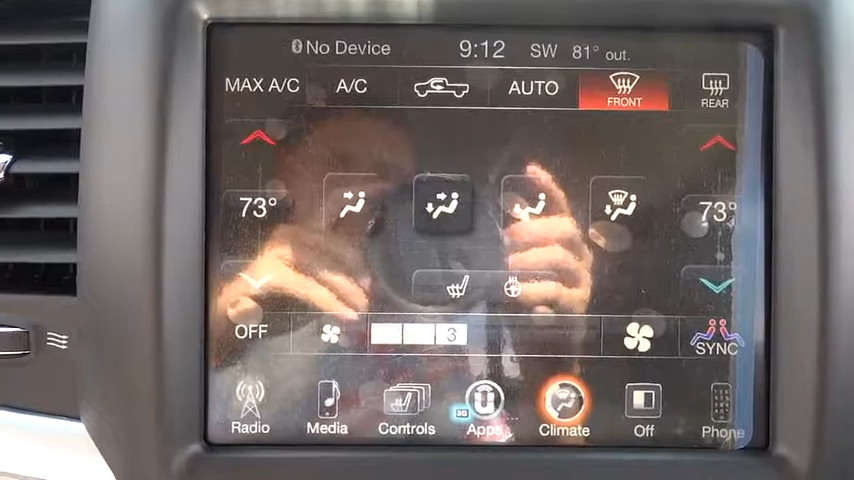 No Device 9:12 SW 81° out.
MAX A/C A/C AUTO FRONT REAR
73° 73°
OFF 3 SYNC
Radio Media Controls 3G Apps Climate Off Phone